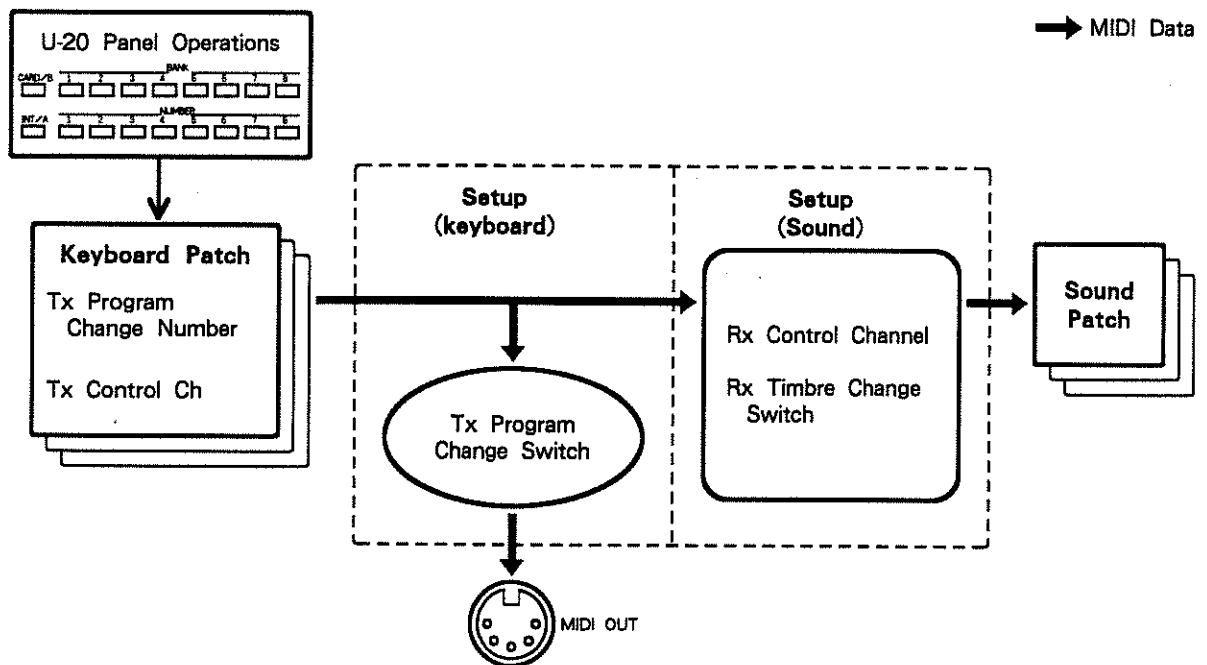 MIDI Data
U-20 Panel Operations
BANK
CARD/B 1 2 3 4 5 6 7 8
NUMBER
INT/A 1 2 3 4 5 6 7 8
Setup
(keyboard)
Setup
(Sound)
Keyboard Patch
Tx Program
Change Number
Tx Control Ch
Tx Program
Change Switch
Rx Control Channel
Rx Timbre Change
Switch
Sound
Patch
MIDI OUT